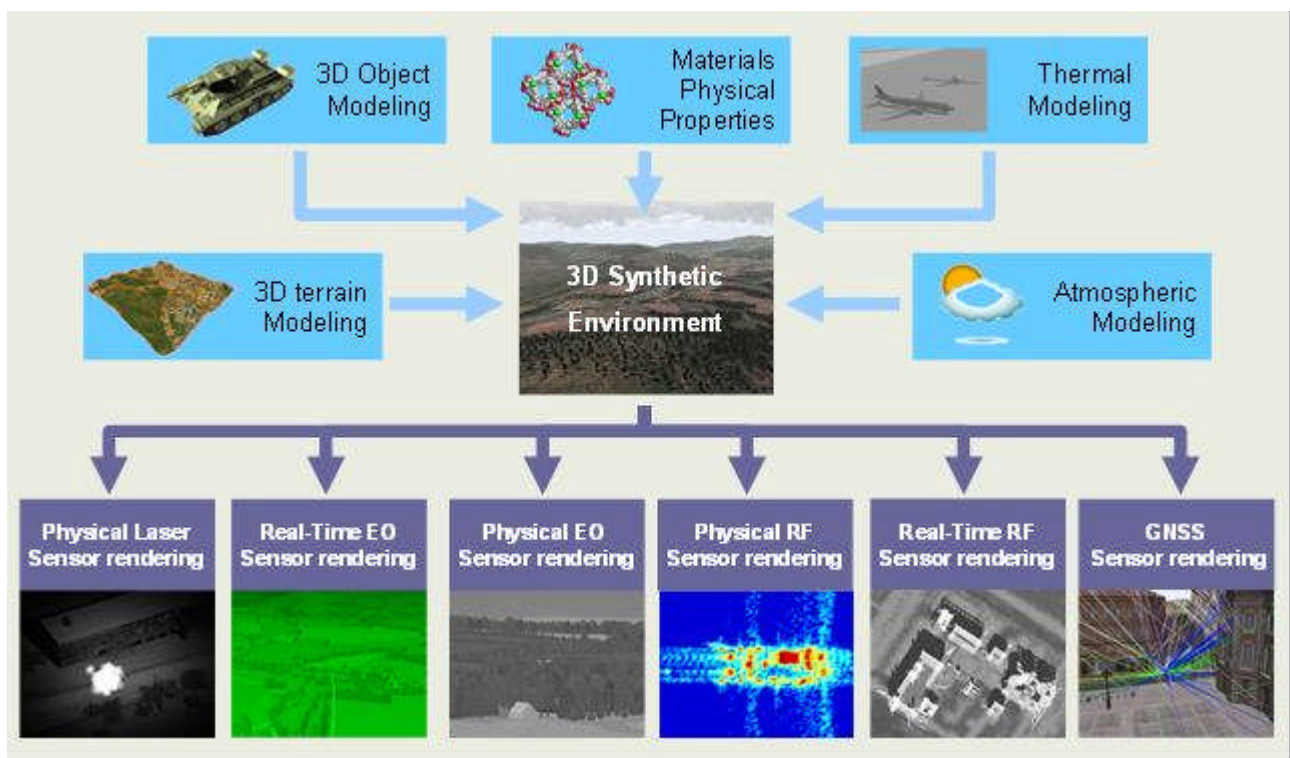 3D Object
Modeling
Materials
Physical
Properties
Thermal
Modeling
3D terrain
Modeling
3D Synthetic
Environment
Atmospheric
Modeling
Physical Laser
Sensor rendering
Real-Time EO
Sensor rendering
Physical EO
Sensor rendering
Physical RF
Sensor rendering
Real-Time RF
Sensor rendering
GNSS
Sensor rendering